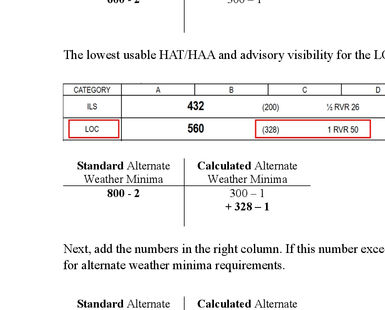 600 - 2 300 – 1
The lowest usable HAT/HAA and advisory visibility for the LO
CATEGORY A B C D
ILS 432 (200) ½ RVR 26
LOC 560 (328) 1 RVR 50
Standard Alternate Calculated Alternate
Weather Minima Weather Minima
800 - 2 300 – 1
+ 328 – 1
Next, add the numbers in the right column. If this number exce
for alternate weather minima requirements.
Standard Alternate Calculated Alternate